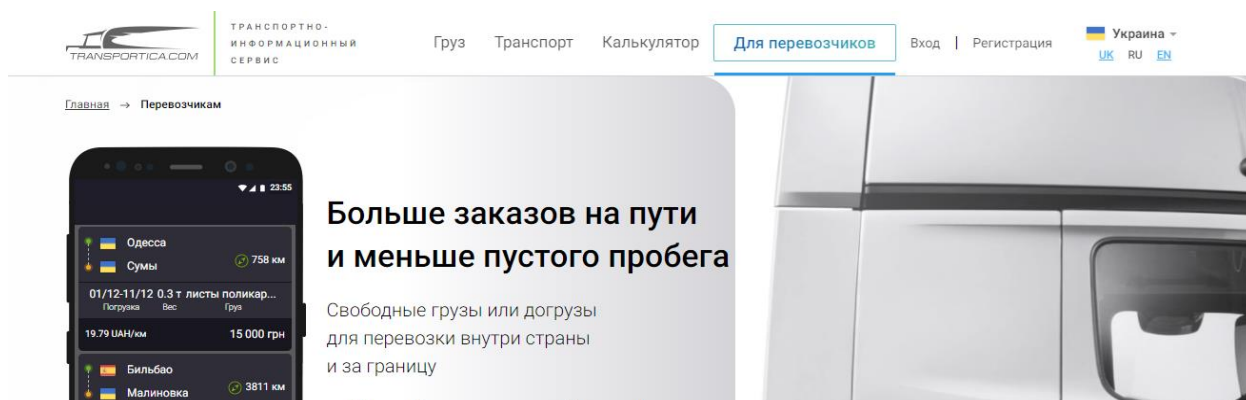 TRANSPORTICA.COM
ТРАНСПОРТНО-
ИНФОРМАЦИОННЫЙ
СЕРВИС
Груз Транспорт Калькулятор Для перевозчиков Вход | Регистрация
Украина
UK RU EN
Главная → Перевозчикам
23:55
Одесса
Сумы
758 км
01/12-11/12 0.3 т листы поликар...
Погрузка Вес Груз
19.79 UAH/км 15 000 грн
Бильбао
Малиновка
3811 км
Больше заказов на пути
и меньше пустого пробега
Свободные грузы или догрузы
для перевозки внутри страны
и за границу